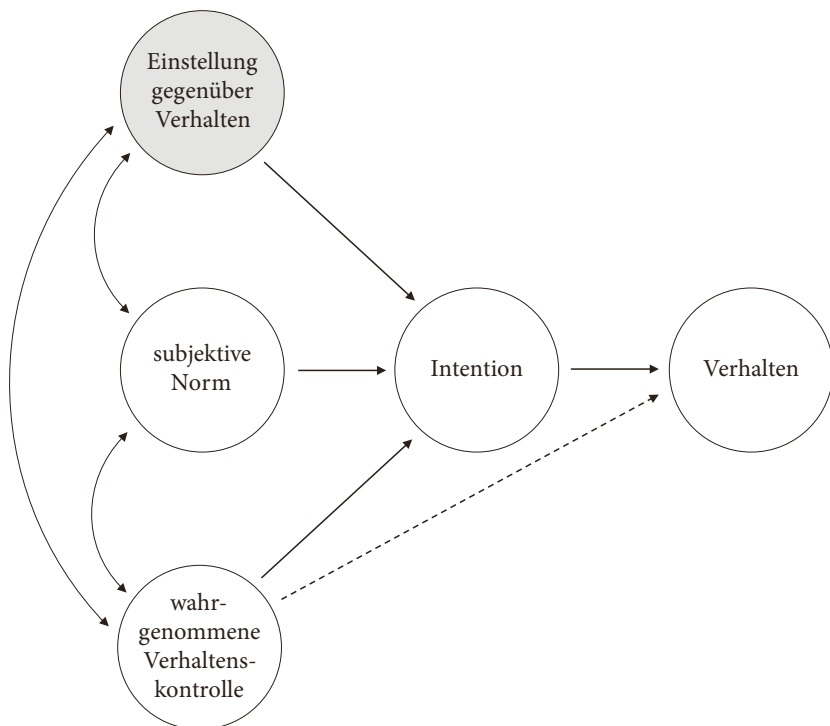 Einstellung
gegenüber
Verhalten
subjektive
Norm
Intention
Verhalten
wahr-
genommene
Verhaltens-
kontrolle